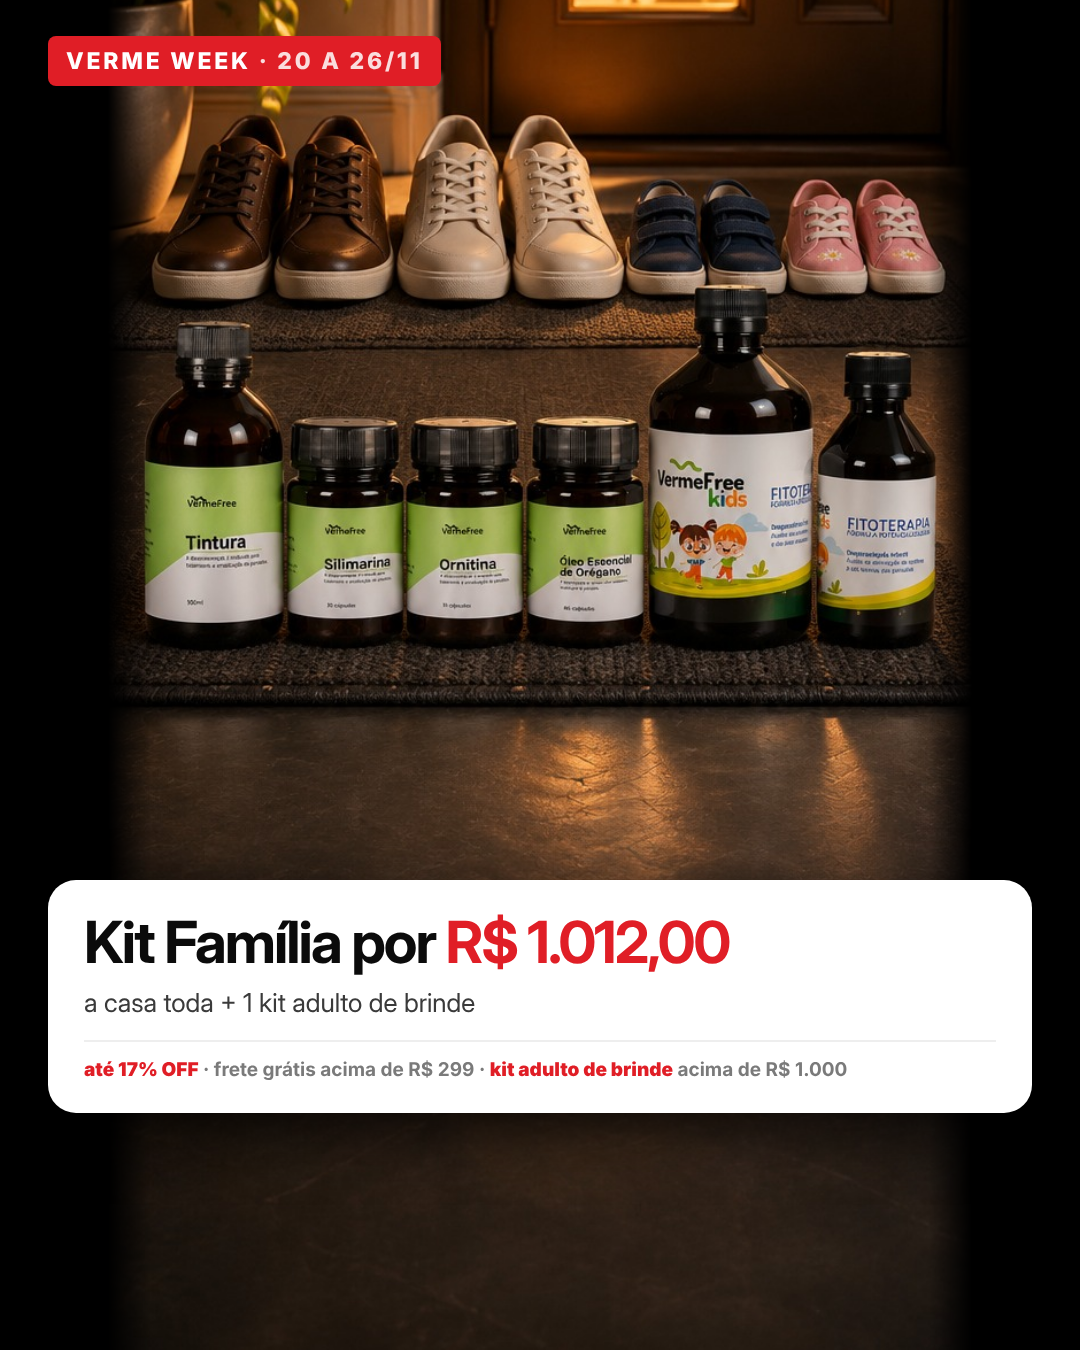 VERME WEEK · 20 A 26/11
VermeFree
Tintura
VermeFree
Silimarina
VermeFree
Ornitina
VermeFree
Óleo Essencial
de Orégano
VermeFree
kids
FITOTERAPIA
Kit Família por R$ 1.012,00
a casa toda + 1 kit adulto de brinde
até 17% OFF · frete grátis acima de R$ 299 · kit adulto de brinde acima de R$ 1.000